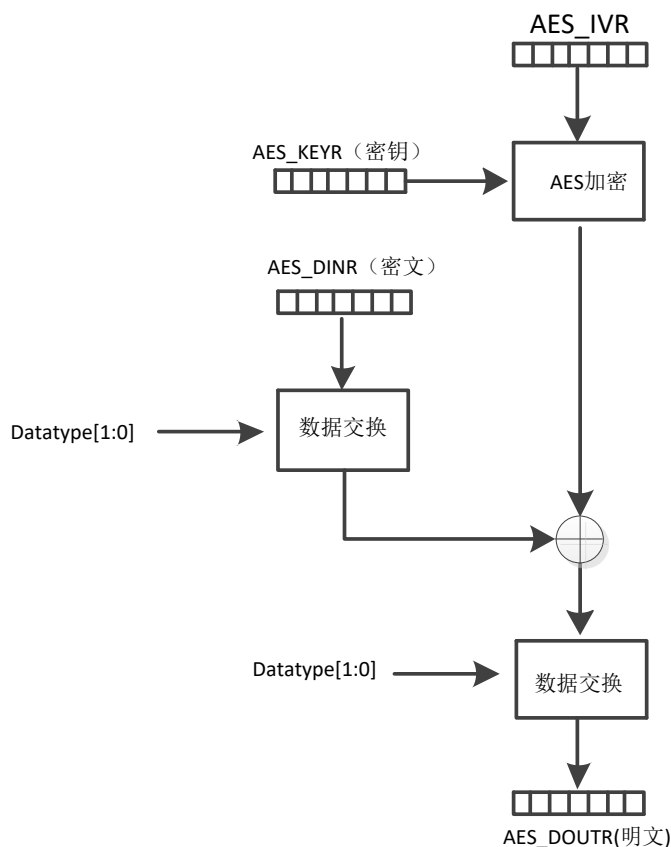 AES_IVR
AES_KEYR（密钥）
AES加密
AES_DINR（密文）
Datatype[1:0]
数据交换
Datatype[1:0]
数据交换
AES_DOUTR(明文)